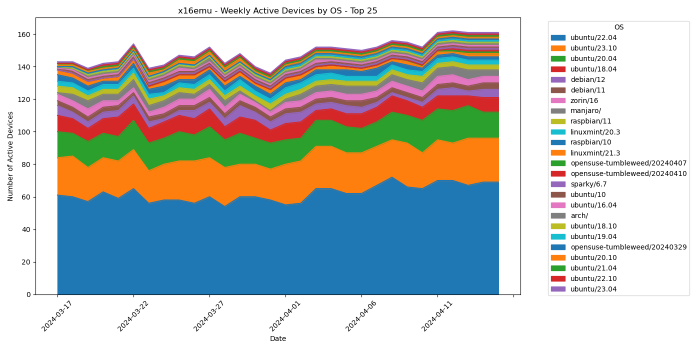 x16emu - Weekly Active Devices by OS - Top 25
Number of Active Devices
160
140
120
100
80
60
40
20
0
2024-03-17
2024-03-22
2024-03-27
2024-04-01
2024-04-06
2024-04-11
Date
OS
ubuntu/22.04
ubuntu/23.10
ubuntu/20.04
ubuntu/18.04
debian/12
debian/11
zorin/16
manjaro/
raspbian/11
linuxmint/20.3
raspbian/10
linuxmint/21.3
opensuse-tumbleweed/20240407
opensuse-tumbleweed/20240410
sparky/6.7
ubuntu/10
ubuntu/16.04
arch/
ubuntu/18.10
ubuntu/19.04
opensuse-tumbleweed/20240329
ubuntu/20.10
ubuntu/21.04
ubuntu/22.10
ubuntu/23.04